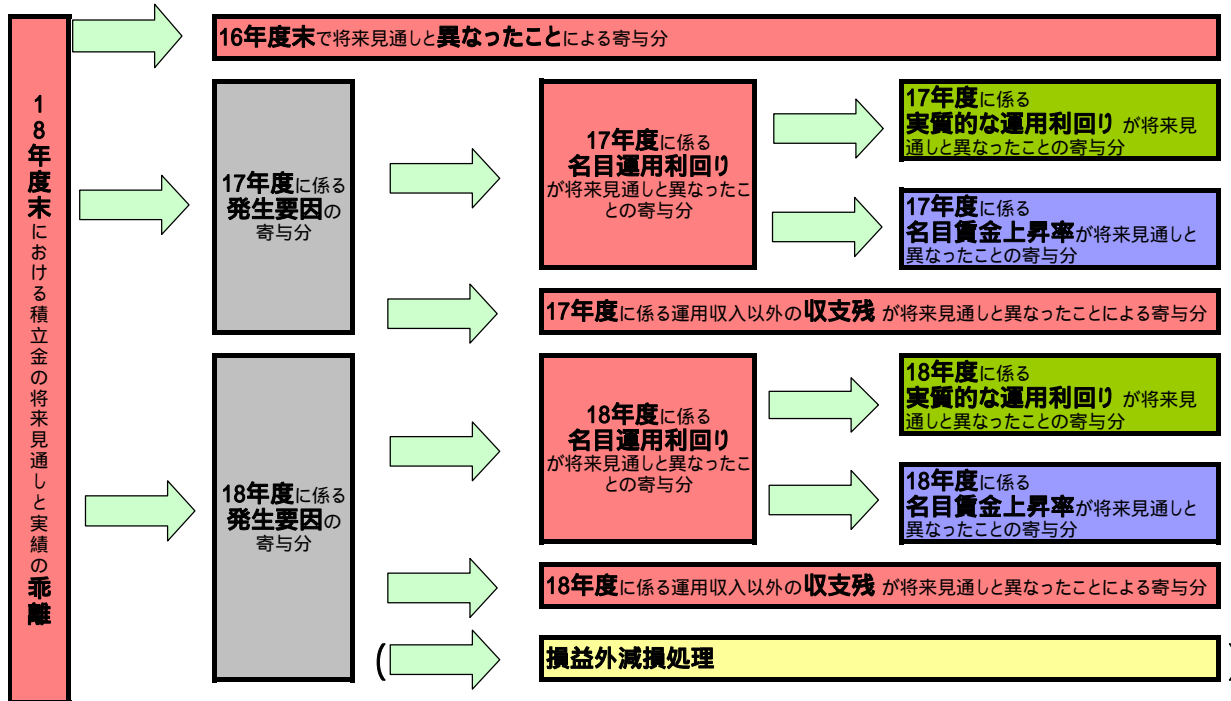 18年度末における積立金の将来見通しと実績の乖離
16年度末で将来見通しと異なったことによる寄与分
17年度に係る
発生要因の
寄与分
17年度に係る
名目運用利回り
が将来見通しと異なったこ
との寄与分
17年度に係る
実質的な運用利回り が将来見
通しと異なったことの寄与分
17年度に係る
名目賃金上昇率が将来見通しと
異なったことの寄与分
17年度に係る運用収入以外の収支残 が将来見通しと異なったことによる寄与分
18年度に係る
発生要因の
寄与分
18年度に係る
名目運用利回り
が将来見通しと異なったこ
との寄与分
18年度に係る
実質的な運用利回り が将来見
通しと異なったことの寄与分
18年度に係る
名目賃金上昇率が将来見通しと
異なったことの寄与分
18年度に係る運用収入以外の収支残 が将来見通しと異なったことによる寄与分
( 損益外減損処理 )